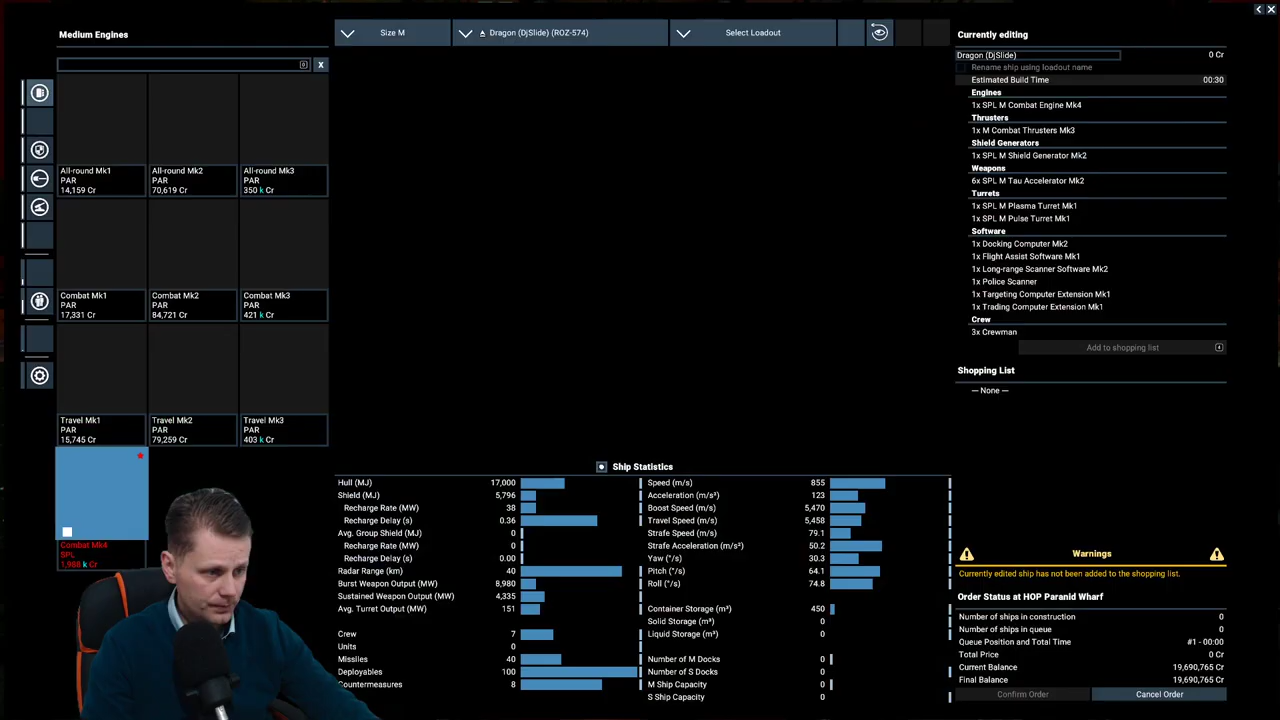 Medium Engines
Size M
Dragon (DjSlide) (ROZ-574)
Select Loadout
X
All-round Mk1
PAR
14,159 Cr
All-round Mk2
PAR
70,619 Cr
All-round Mk3
PAR
350 k Cr
Combat Mk1
PAR
17,331 Cr
Combat Mk2
PAR
84,721 Cr
Combat Mk3
PAR
421 k Cr
Travel Mk1
PAR
15,745 Cr
Travel Mk2
PAR
79,259 Cr
Travel Mk3
PAR
403 k Cr
Combat Mk4
SPL
1,988 k Cr
Ship Statistics
Hull (MJ) 17,000
Shield (MJ) 5,796
Recharge Rate (MW) 38
Recharge Delay (s) 0.36
Avg. Group Shield (MJ) 0
Recharge Rate (MW) 0
Recharge Delay (s) 0.00
Radar Range (km) 40
Burst Weapon Output (MW) 8,980
Sustained Weapon Output (MW) 4,335
Avg. Turret Output (MW) 151
Crew 7
Units 0
Missiles 40
Deployables 100
Countermeasures 8
Speed (m/s) 855
Acceleration (m/s²) 123
Boost Speed (m/s) 5,470
Travel Speed (m/s) 5,458
Strafe Speed (m/s) 79.1
Strafe Acceleration (m/s²) 50.2
Yaw (°/s) 30.3
Pitch (°/s) 64.1
Roll (°/s) 74.8
Container Storage (m³) 450
Solid Storage (m³) 0
Liquid Storage (m³) 0
Number of M Docks 0
Number of S Docks 0
M Ship Capacity 0
S Ship Capacity 0
Currently editing
Dragon (DjSlide) 0 Cr
Rename ship using loadout name
Estimated Build Time 00:30
Engines
1x SPL M Combat Engine Mk4
Thrusters
1x M Combat Thrusters Mk3
Shield Generators
1x SPL M Shield Generator Mk2
Weapons
6x SPL M Tau Accelerator Mk2
Turrets
1x SPL M Plasma Turret Mk1
1x SPL M Pulse Turret Mk1
Software
1x Docking Computer Mk2
1x Flight Assist Software Mk1
1x Long-range Scanner Software Mk2
1x Police Scanner
1x Targeting Computer Extension Mk1
1x Trading Computer Extension Mk1
Crew
3x Crewman
Add to shopping list
Shopping List
— None —
Warnings
Currently edited ship has not been added to the shopping list.
Order Status at HOP Paranid Wharf
Number of ships in construction 0
Number of ships in queue 0
Queue Position and Total Time #1 - 00:00
Total Price 0 Cr
Current Balance 19,690,765 Cr
Final Balance 19,690,765 Cr
Confirm Order
Cancel Order